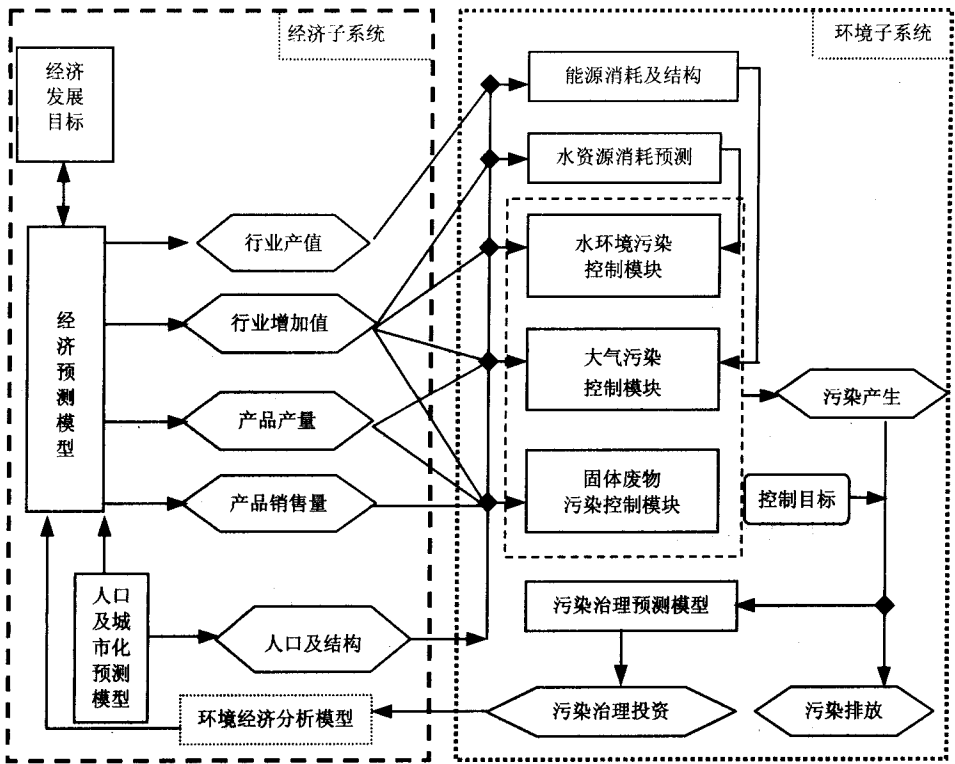 经济子系统
经济
发展
目标
经
济
预
测
模
型
行业产值
行业增加值
产品产量
产品销售量
人口
及城
市化
预测
模型
人口及结构
环境经济分析模型
环境子系统
能源消耗及结构
水资源消耗预测
水环境污染
控制模块
大气污染
控制模块
固体废物
污染控制模块
污染产生
控制目标
污染治理预测模型
污染治理投资
污染排放